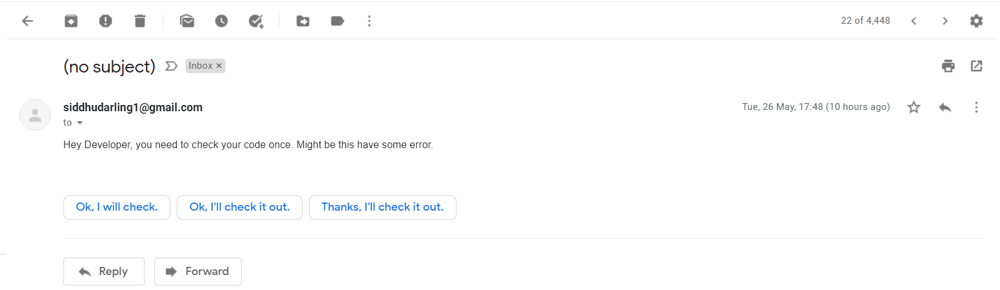 22 of 4,448
(no subject) Inbox ×
siddhudarling1@gmail.com Tue, 26 May, 17:48 (10 hours ago)
to
Hey Developer, you need to check your code once. Might be this have some error.
Ok, I will check. Ok, I'll check it out. Thanks, I'll check it out.
Reply Forward